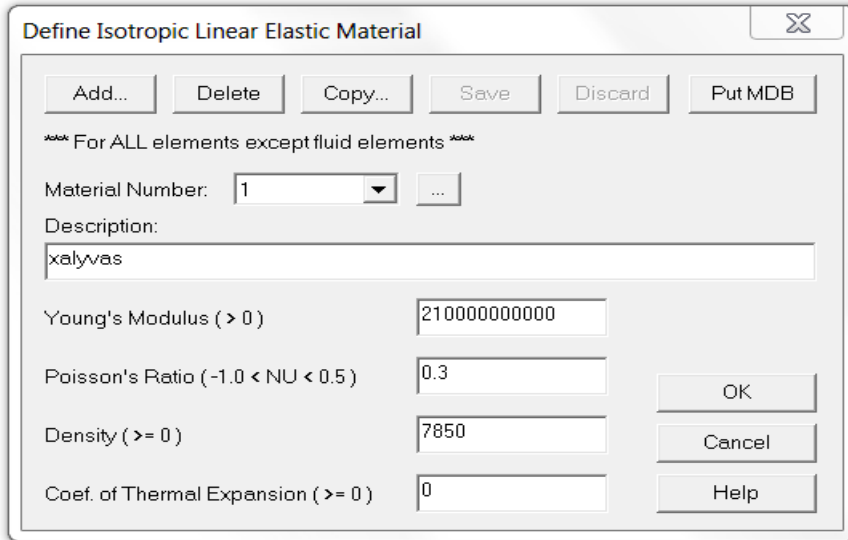 Define Isotropic Linear Elastic Material
Add... Delete Copy... Save Discard Put MDB
*** For ALL elements except fluid elements ***
Material Number: 1 ...
Description:
xalyvas
Young's Modulus ( > 0 ) 210000000000
Poisson's Ratio ( -1.0 < NU < 0.5 ) 0.3
OK
Density ( >= 0 ) 7850
Cancel
Coef. of Thermal Expansion ( >= 0 ) 0
Help